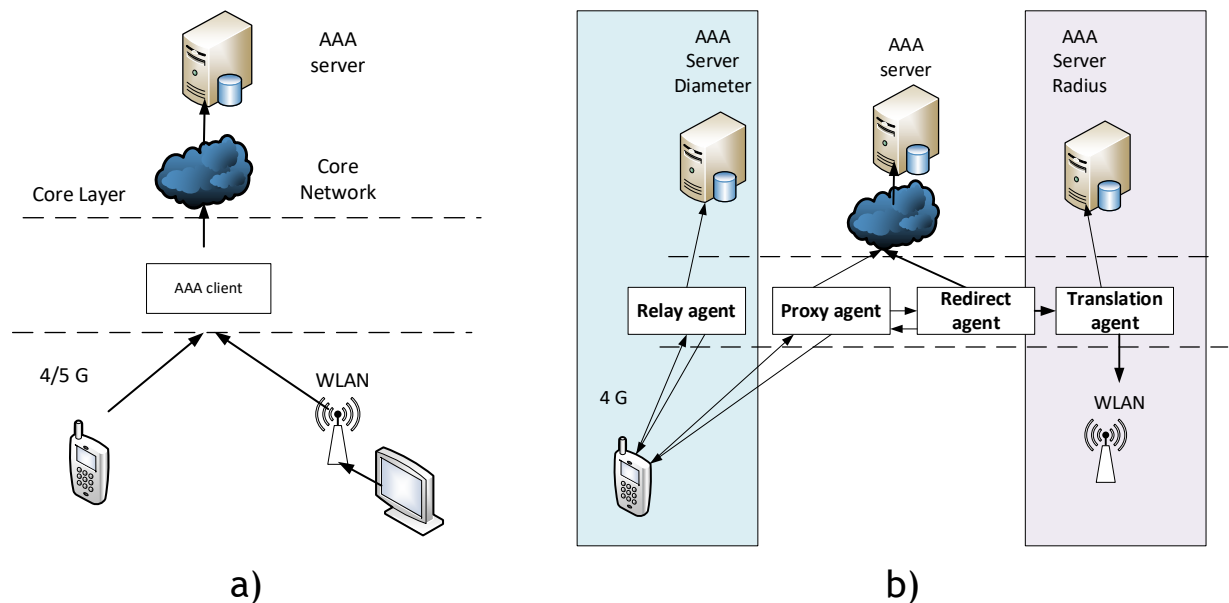 AAA
server
Core
Network
Core Layer
AAA client
4/5 G
WLAN
a)
AAA
Server
Diameter
AAA
server
AAA
Server
Radius
Relay agent
Proxy agent
Redirect
agent
Translation
agent
4 G
WLAN
b)